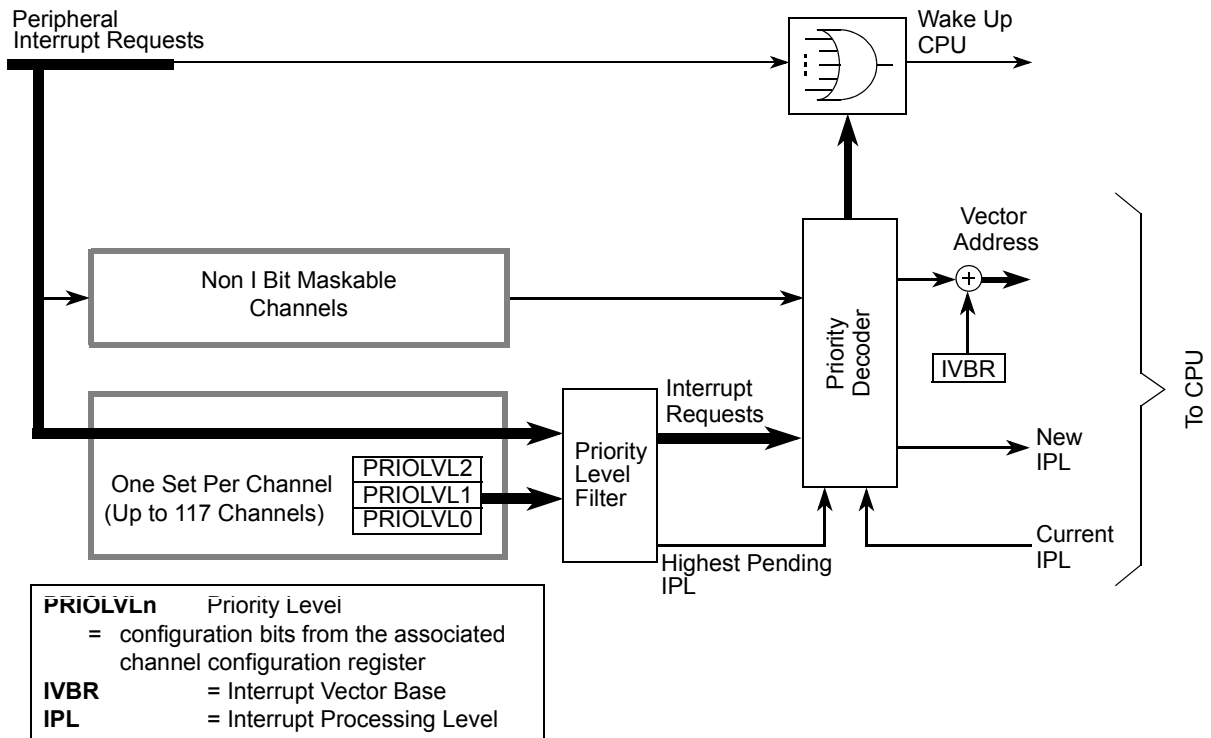 Peripheral
Interrupt Requests
Wake Up
CPU
Non I Bit Maskable
Channels
Vector
Address
Priority
Decoder
IVBR
To CPU
Interrupt
Requests
Priority
Level
Filter
New
IPL
PRIOLVL2
One Set Per Channel
PRIOLVL1
(Up to 117 Channels)
PRIOLVL0
Highest Pending
IPL
Current
IPL
PRIOLVLn Priority Level
= configuration bits from the associated
channel configuration register
IVBR = Interrupt Vector Base
IPL = Interrupt Processing Level